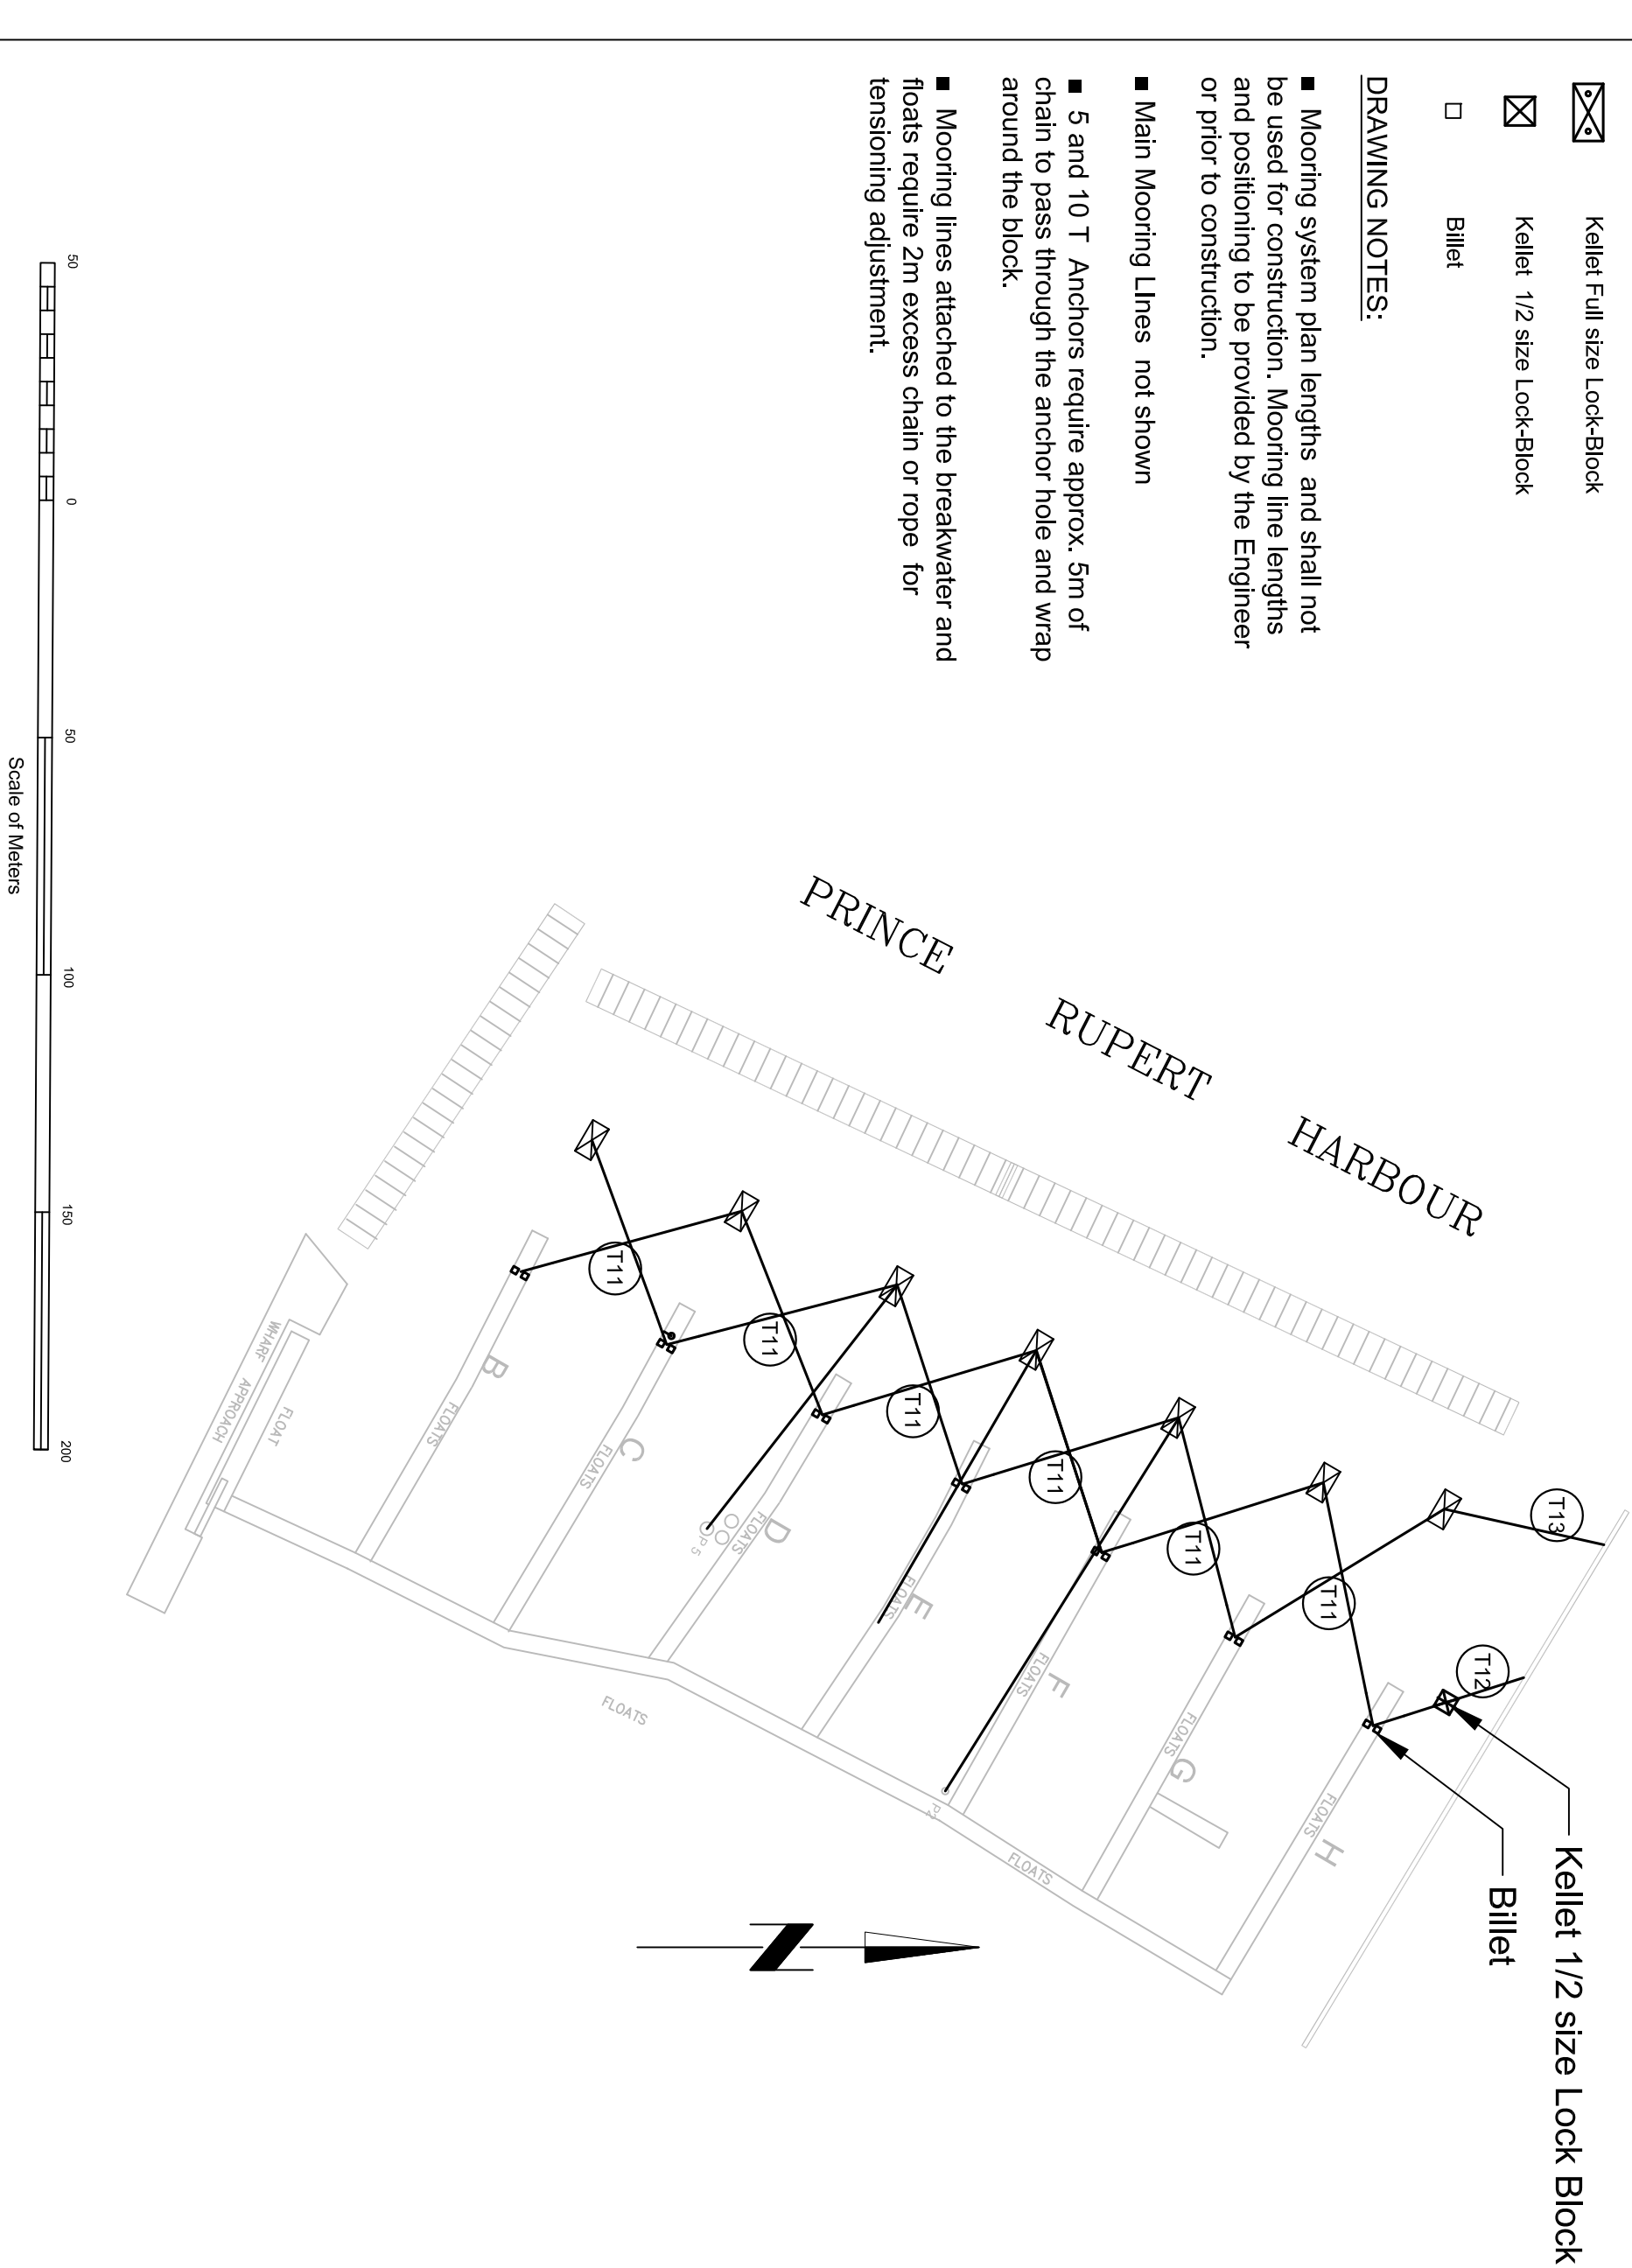 Kellet Full size Lock-Block
Kellet 1/2 size Lock-Block
Billet
DRAWING NOTES:
■ Mooring system plan lengths and shall not
be used for construction. Mooring line lengths
and positioning to be provided by the Engineer
or prior to construction.
■ Main Mooring LInes not shown
■ 5 and 10 T Anchors require approx. 5m of
chain to pass through the anchor hole and wrap
around the block.
■ Mooring lines attached to the breakwater and
floats require 2m excess chain or rope for
tensioning adjustment.
PRINCE RUPERT HARBOUR
T13
T12
T11
T11
T11
T11
T11
T11
Kellet 1/2 size Lock Block
Billet
H
FLOATS
G
FLOATS
F
FLOATS
E
FLOATS
D
FLOATS
P5
C
FLOATS
B
FLOATS
FLOATS
FLOATS
FLOAT
WHARF APPROACH
N
50 0 50 100 150 200
Scale of Meters